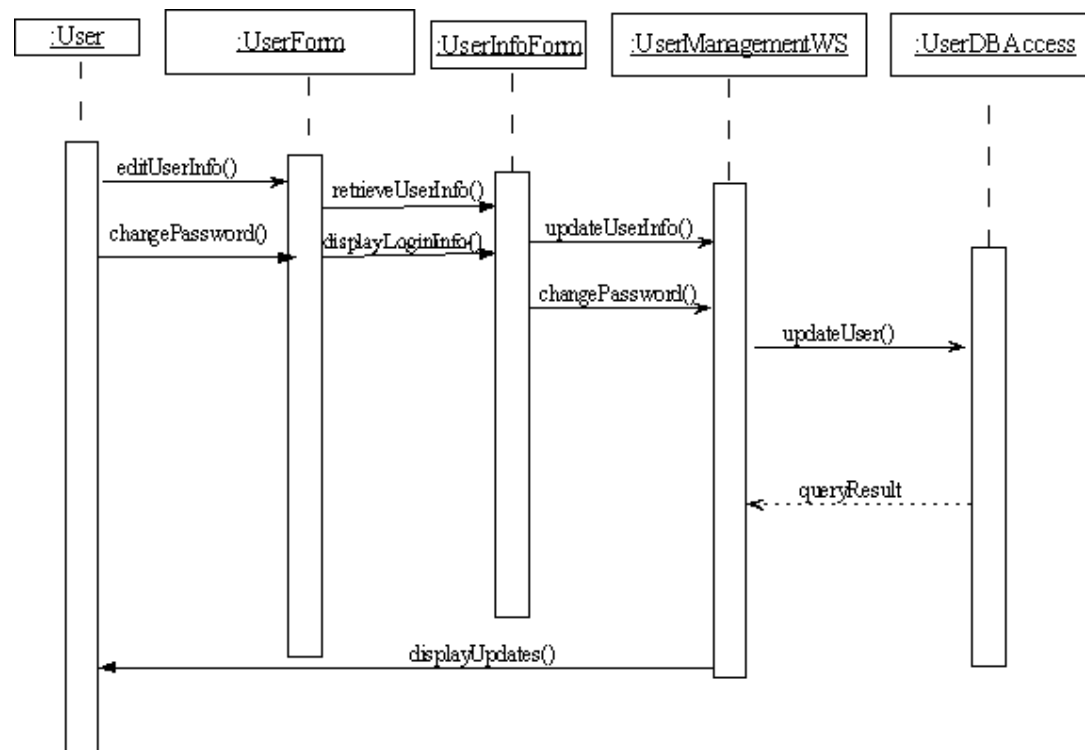 :User
:UserForm
:UserInfoForm
:UserManagementWS
:UserDBAccess
editUserInfo()
retrieveUserInfo()
changePassword()
displayLoginInfo()
updateUserInfo()
changePassword()
updateUser()
queryResult
displayUpdates()